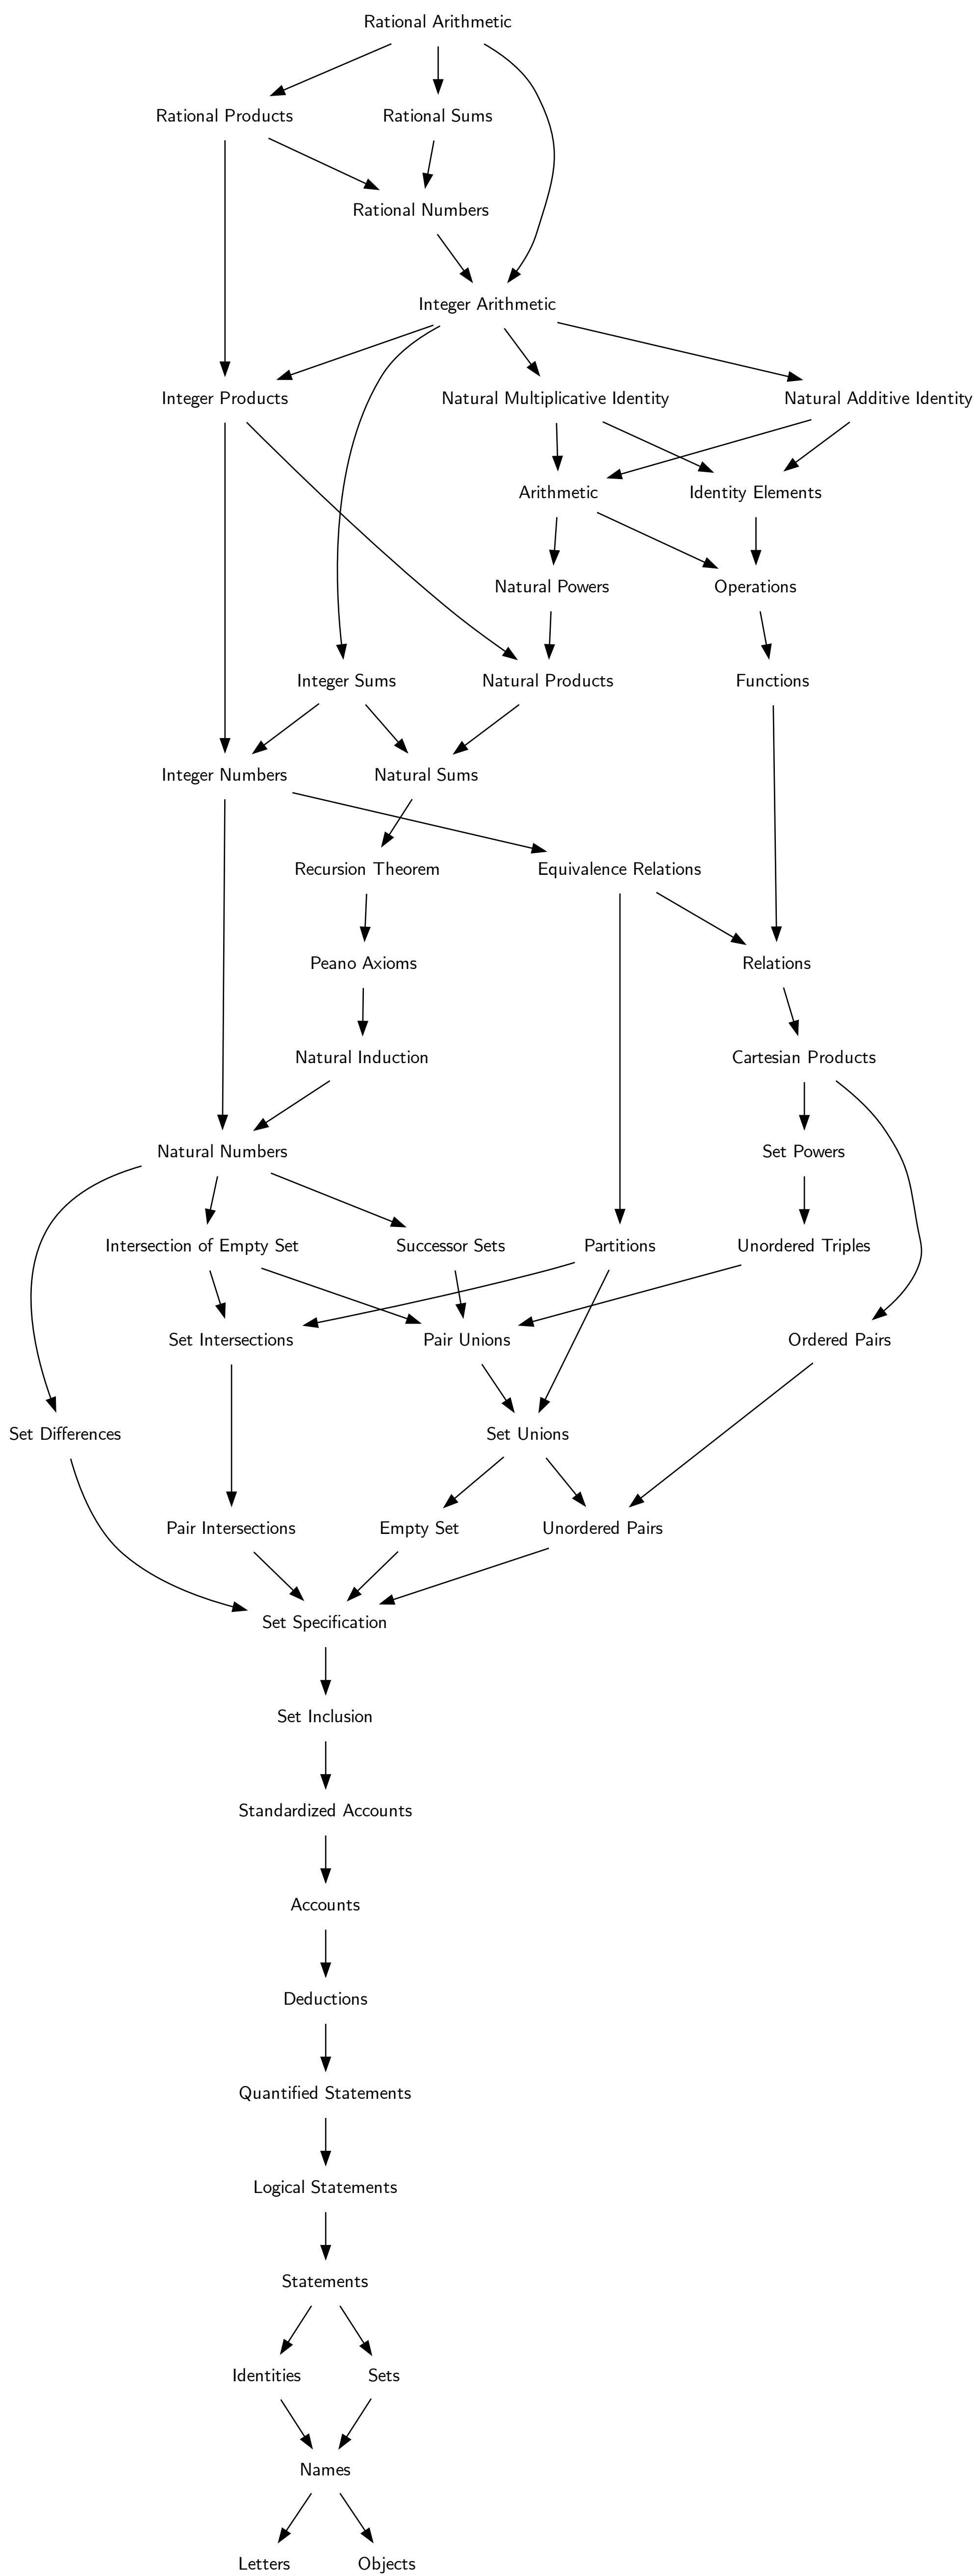 Rational Arithmetic
Rational Products
Rational Sums
Rational Numbers
Integer Arithmetic
Integer Products
Natural Multiplicative Identity
Natural Additive Identity
Arithmetic
Identity Elements
Natural Powers
Operations
Integer Sums
Natural Products
Functions
Integer Numbers
Natural Sums
Recursion Theorem
Equivalence Relations
Peano Axioms
Relations
Natural Induction
Cartesian Products
Natural Numbers
Set Powers
Intersection of Empty Set
Successor Sets
Partitions
Unordered Triples
Set Intersections
Pair Unions
Ordered Pairs
Set Differences
Set Unions
Pair Intersections
Empty Set
Unordered Pairs
Set Specification
Set Inclusion
Standardized Accounts
Accounts
Deductions
Quantified Statements
Logical Statements
Statements
Identities
Sets
Names
Letters
Objects